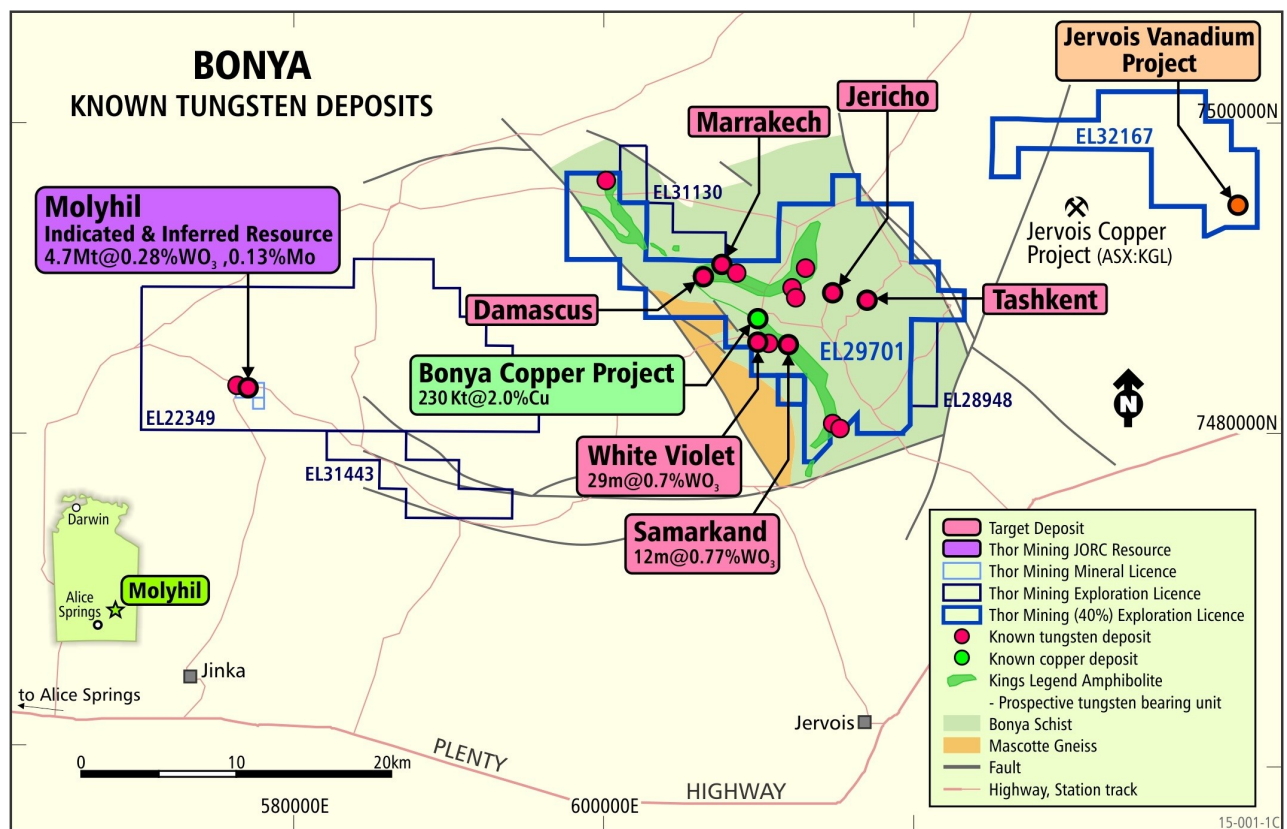 BONYA
KNOWN TUNGSTEN DEPOSITS
Jervois Vanadium
Project
Jericho
Marrakech
7500000N
EL32167
EL31130
Molyhil
Indicated & Inferred Resource
4.7Mt@0.28%WO₃ ,0.13%Mo
Jervois Copper
Project (ASX:KGL)
Damascus
Tashkent
EL29701
Bonya Copper Project
230 Kt@2.0%Cu
EL28948
N
EL22349
7480000N
White Violet
29m@0.7%WO₃
EL31443
Samarkand
12m@0.77%WO₃
Darwin
Alice
Springs
Molyhil
Target Deposit
Thor Mining JORC Resource
Thor Mining Mineral Licence
Thor Mining Exploration Licence
Thor Mining (40%) Exploration Licence
Known tungsten deposit
Known copper deposit
Kings Legend Amphibolite
- Prospective tungsten bearing unit
Bonya Schist
Mascotte Gneiss
Fault
Highway, Station track
Jinka
to Alice Springs
Jervois
PLENTY
HIGHWAY
0 10 20km
580000E
600000E
15-001-1C